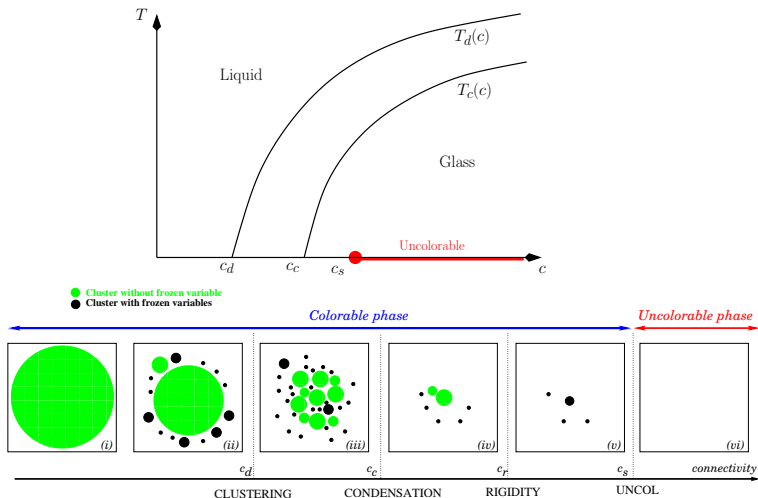 T
T_d(c)
Liquid
T_c(c)
Glass
Uncolorable
c_d
c_c
c_s
c
Cluster without frozen variable
Cluster with frozen variables
Colorable phase
Uncolorable phase
(i)
(ii)
(iii)
(iv)
(v)
(vi)
c_d
c_c
c_r
c_s
connectivity
CLUSTERING
CONDENSATION
RIGIDITY
UNCOL